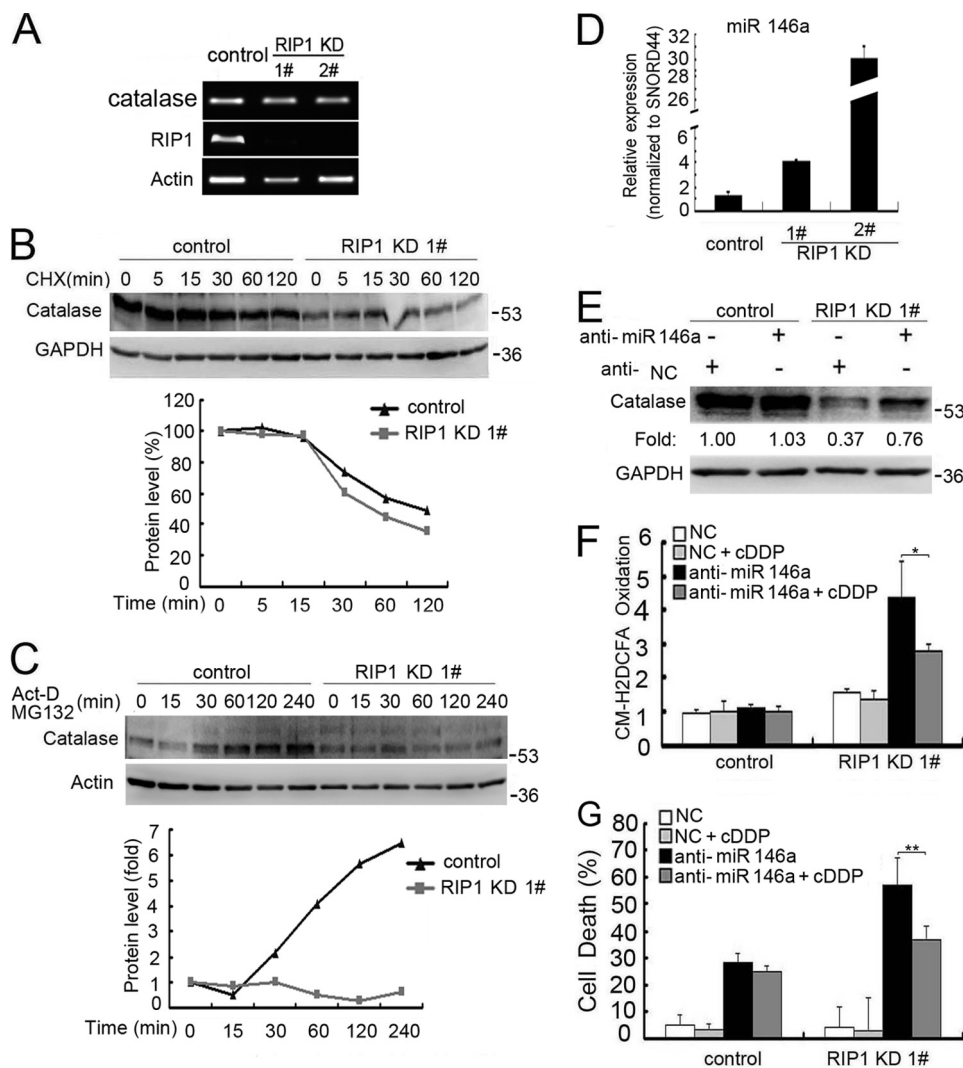 A
control RIP1 KD
1# 2#
catalase
RIP1
Actin
B
control RIP1 KD 1#
CHX(min) 0 5 15 30 60 120 0 5 15 30 60 120
Catalase -53
GAPDH -36
120
100
80
60
40
20
0
Protein level (%)
control
RIP1 KD 1#
Time (min) 0 5 15 30 60 120
C
control RIP1 KD 1#
Act-D
MG132 (min) 0 15 30 60 120 240 0 15 30 60 120 240
Catalase -53
Actin -36
7
6
5
4
3
2
1
0
Protein level (fold)
control
RIP1 KD 1#
Time (min) 0 15 30 60 120 240
D
miR 146a
Relative expression
(normalized to SNORD44)
32
30
28
26
6
4
2
0
control 1# 2#
RIP1 KD
E
control RIP1 KD 1#
anti-miR 146a - + - +
anti- NC + - + -
Catalase -53
Fold: 1.00 1.03 0.37 0.76
GAPDH -36
F
CM-H2DCFA Oxidation
6
5
4
3
2
1
0
NC
NC + cDDP
anti-miR 146a
anti-miR 146a + cDDP
*
control RIP1 KD 1#
G
Cell Death (%)
80
70
60
50
40
30
20
10
0
NC
NC + cDDP
anti-miR 146a
anti-miR 146a + cDDP
**
control RIP1 KD 1#